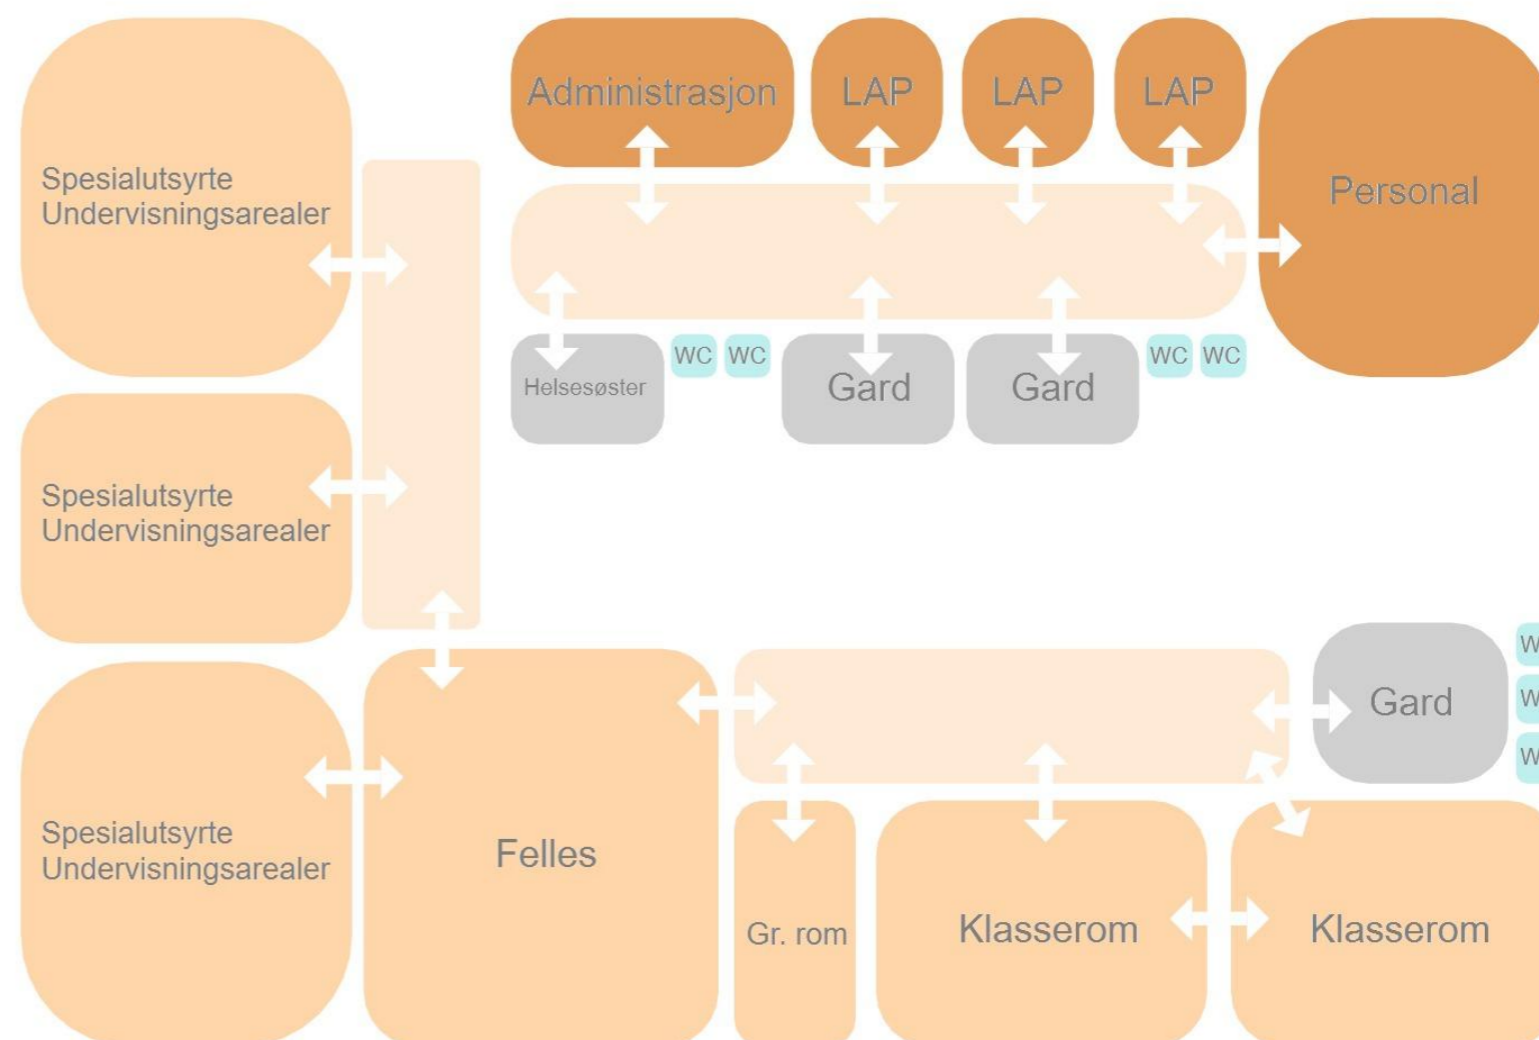 Administrasjon
LAP
LAP
LAP
Personal
Spesialutsyrte
Undervisningsarealer
WC
WC
WC
WC
Helsesøster
Gard
Gard
Spesialutsyrte
Undervisningsarealer
Gard
Spesialutsyrte
Undervisningsarealer
Felles
Gr. rom
Klasserom
Klasserom